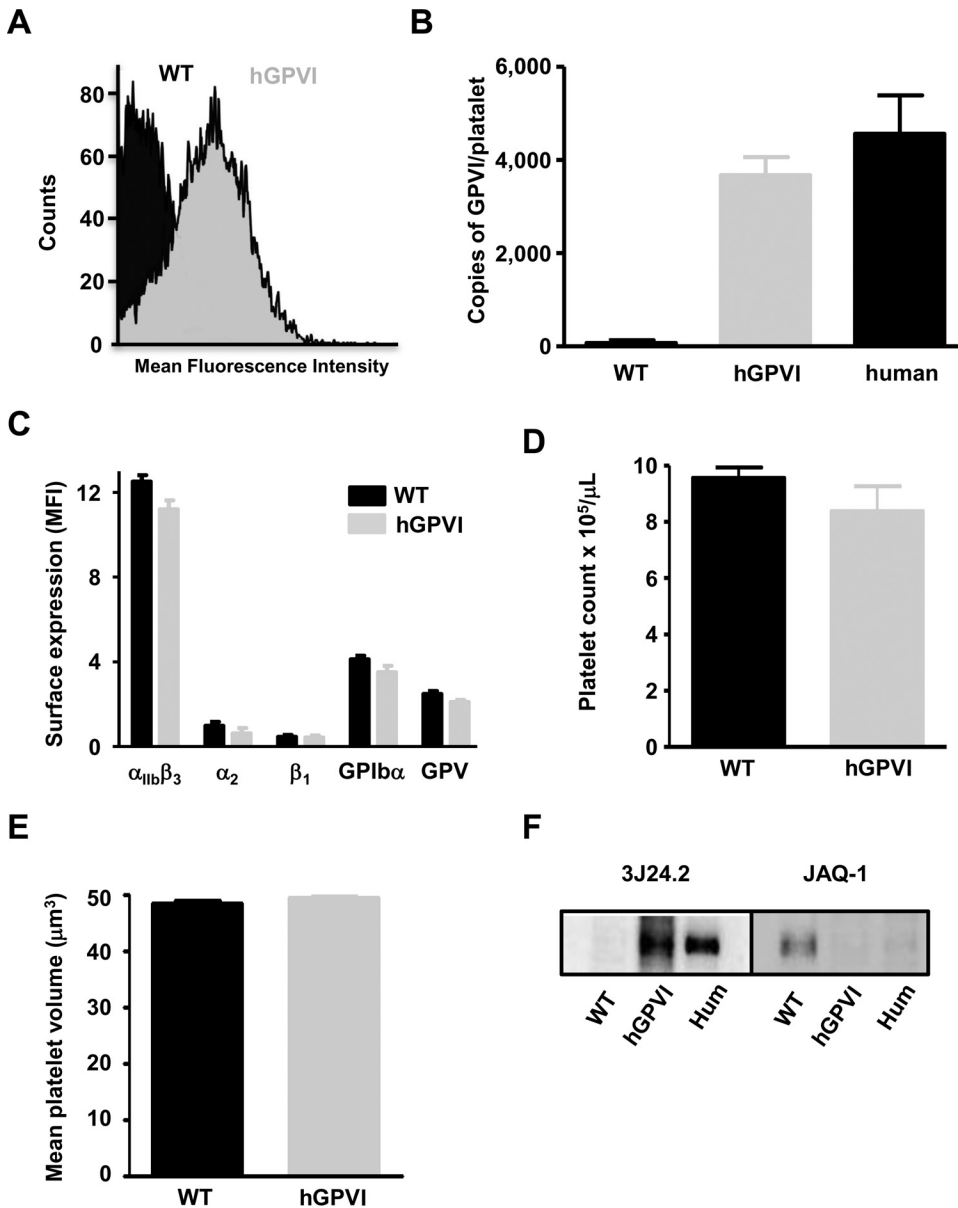 A
WT hGPVI
80
60
40
20
0
Counts
Mean Fluorescence Intensity
B
6,000
4,000
2,000
0
Copies of GPVI/platalet
WT hGPVI human
C
12
8
4
0
Surface expression (MFI)
WT
hGPVI
αIIbβ3 α2 β1 GPIbα GPV
D
10
8
6
4
2
0
Platelet count x 10⁵/µL
WT hGPVI
E
50
40
30
20
10
0
Mean platelet volume (µm³)
WT hGPVI
F
3J24.2 JAQ-1
WT hGPVI Hum WT hGPVI Hum